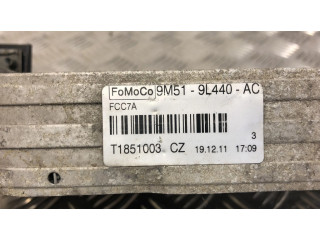 FoMoCo 9M51 - 9L440 - AC
FCC7A
3
T1851003 CZ 19.12.11 17:09